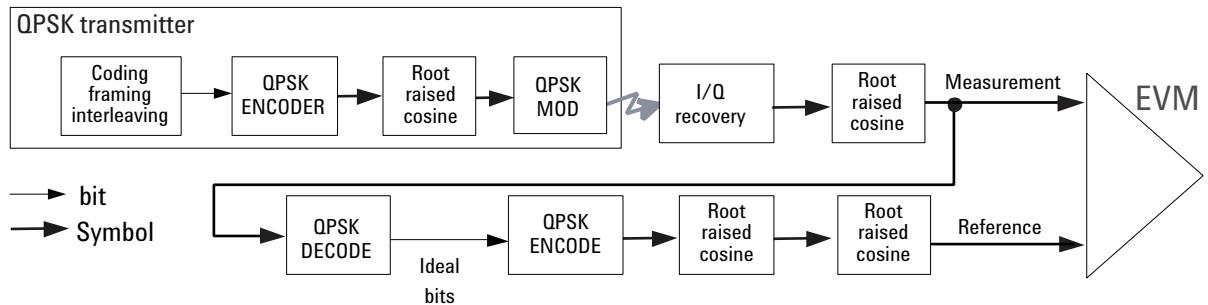 QPSK transmitter
Coding
framing
interleaving
QPSK
ENCODER
Root
raised
cosine
QPSK
MOD
I/Q
recovery
Root
raised
cosine
Measurement
EVM
bit
Symbol
QPSK
DECODE
Ideal
bits
QPSK
ENCODE
Root
raised
cosine
Root
raised
cosine
Reference